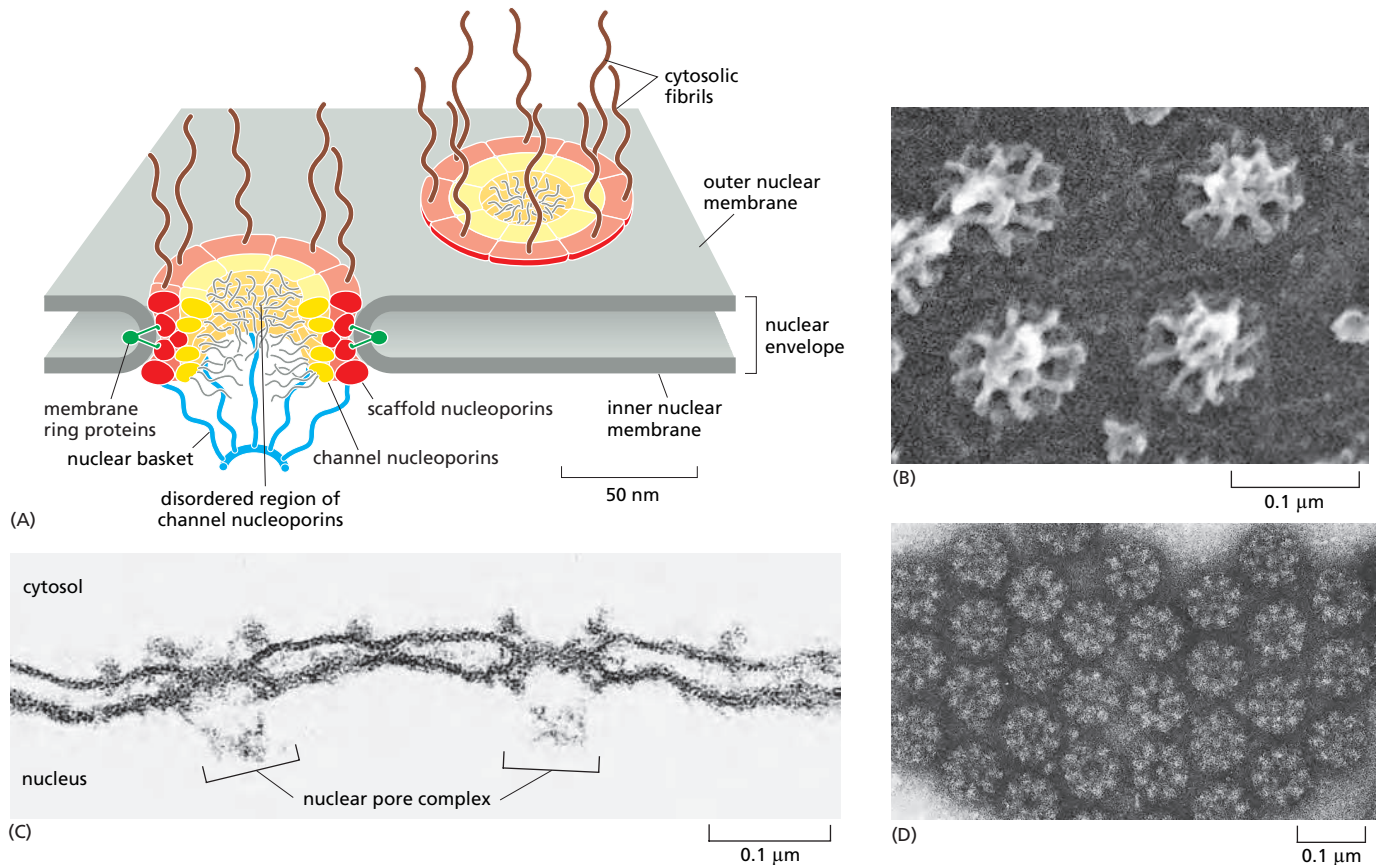 cytosolic
fibrils
outer nuclear
membrane
nuclear
envelope
membrane
ring proteins
scaffold nucleoporins
inner nuclear
membrane
nuclear basket
channel nucleoporins
50 nm
disordered region of
channel nucleoporins
(A)
(B)
0.1 µm
cytosol
nucleus
nuclear pore complex
(C)
0.1 µm
(D)
0.1 µm